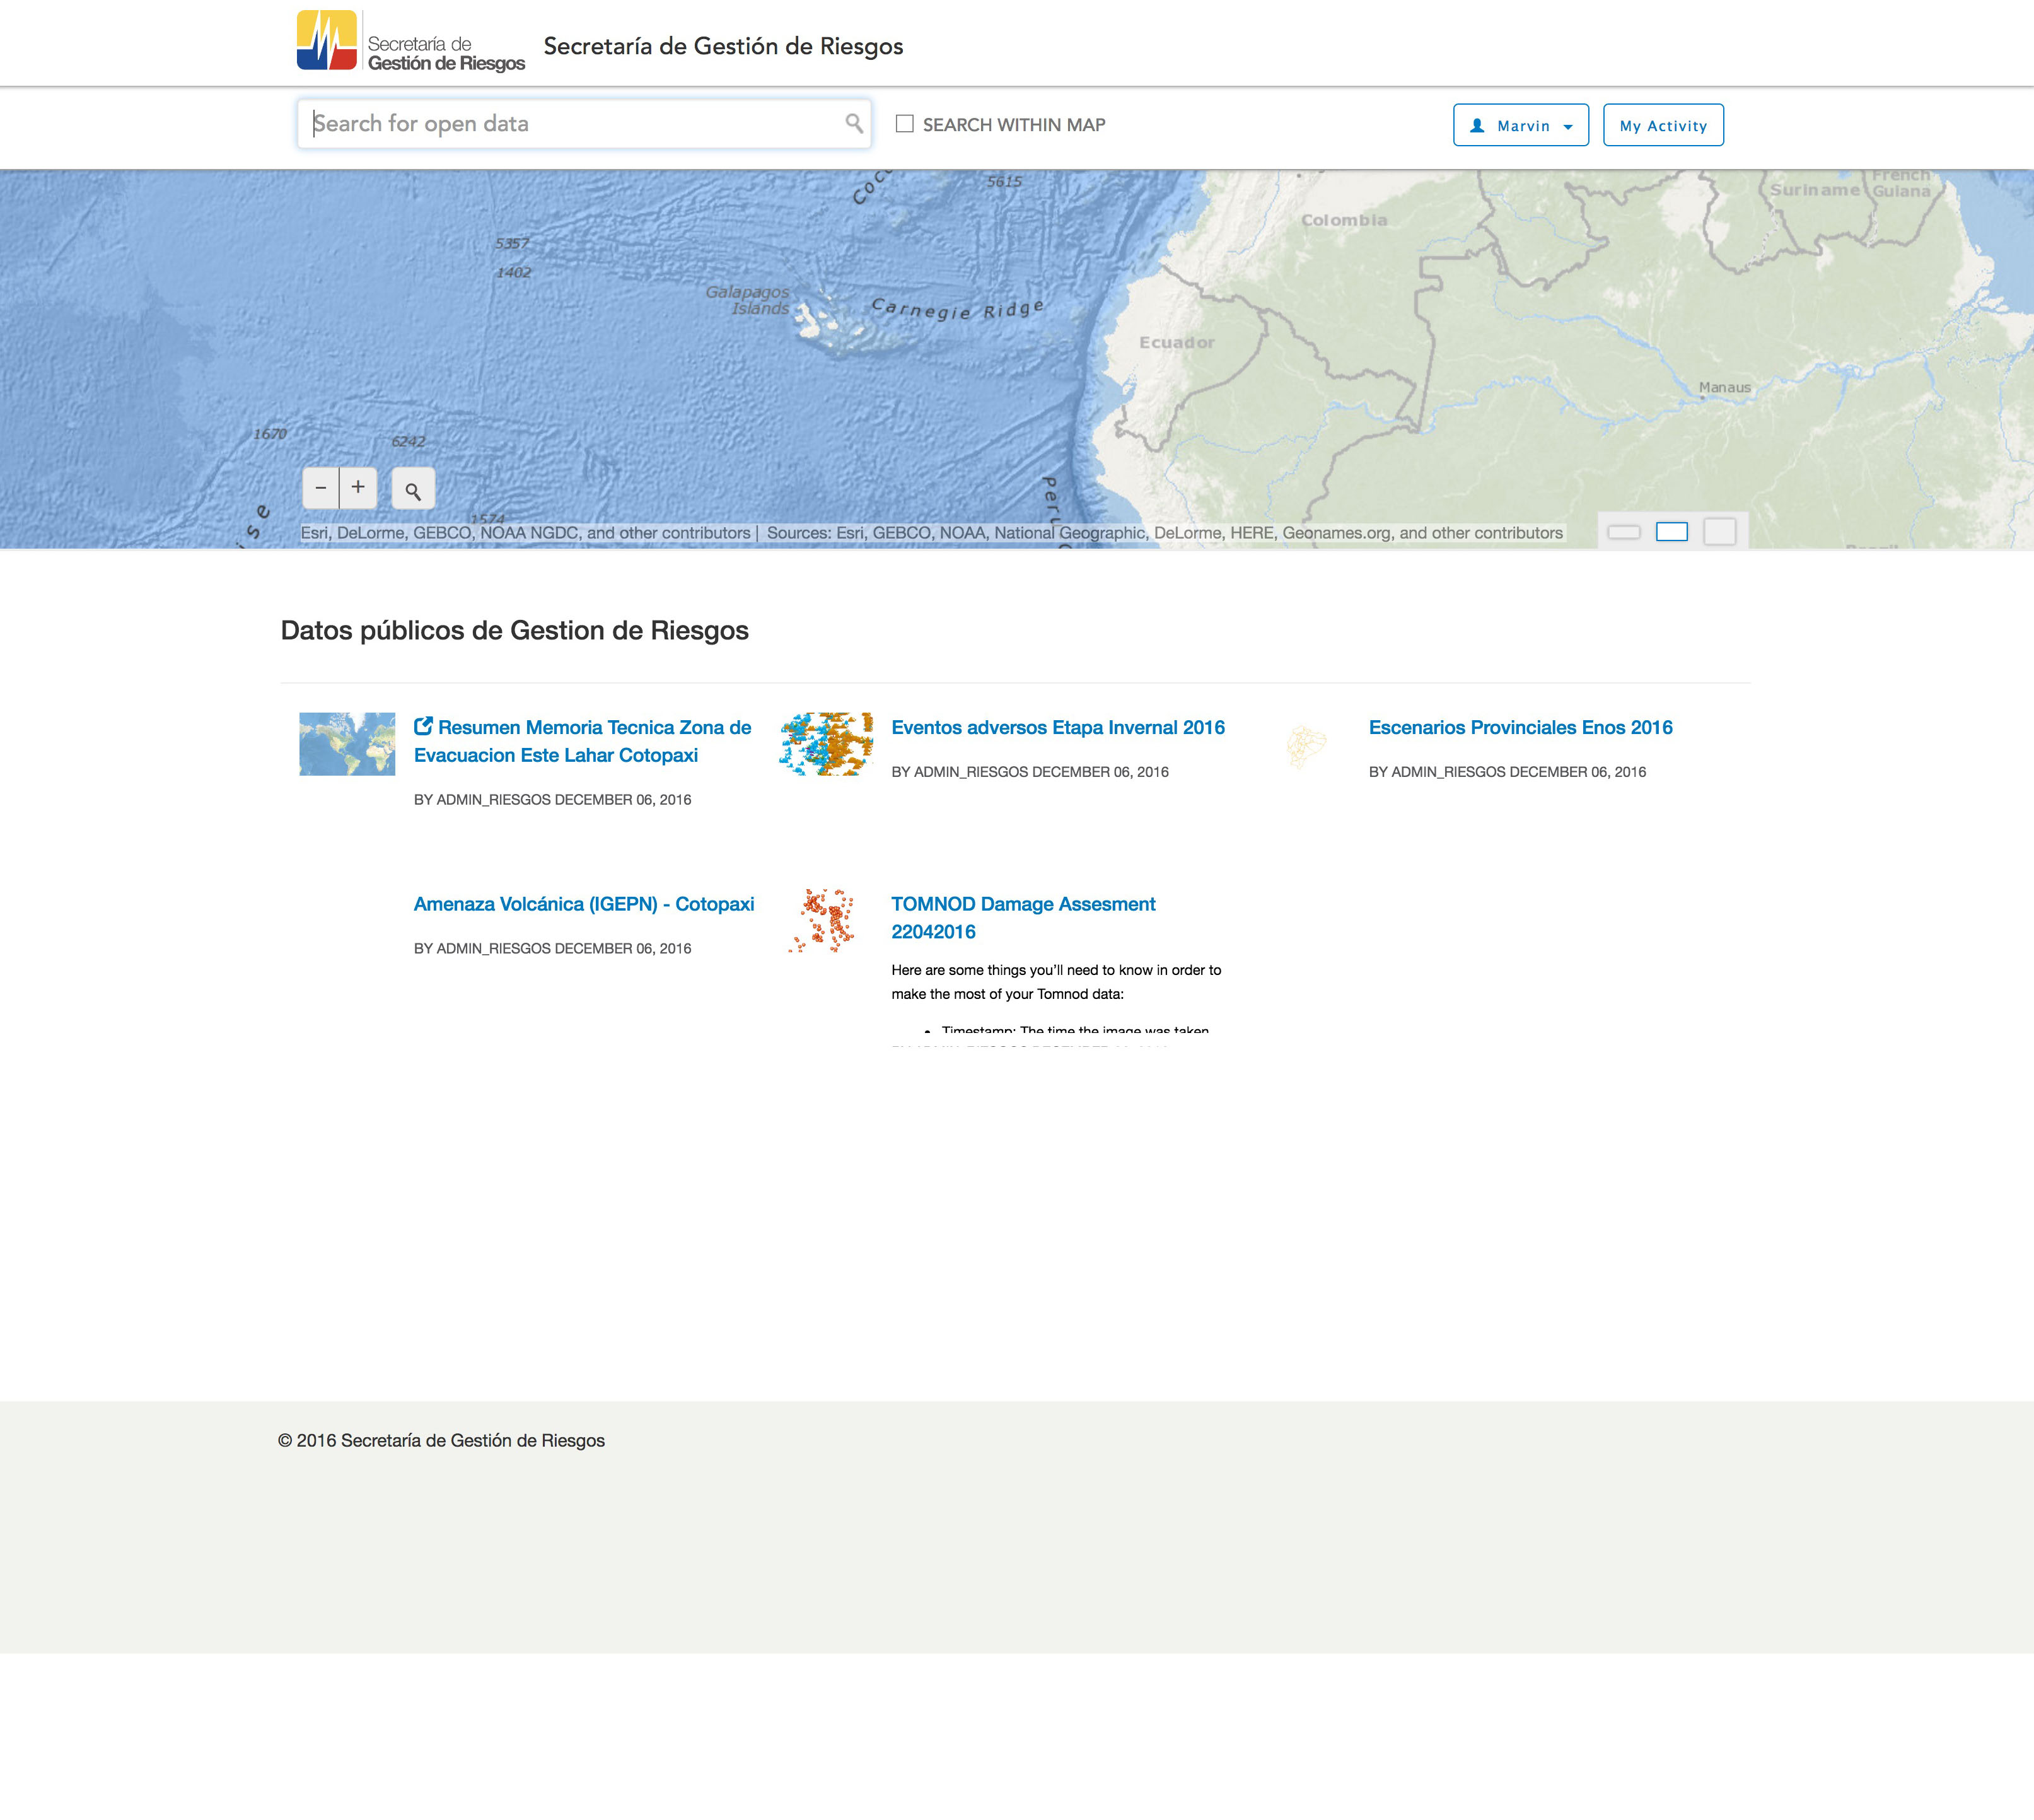 Secretaría de
Gestión de Riesgos
Secretaría de Gestión de Riesgos
Search for open data
SEARCH WITHIN MAP
Marvin
My Activity
5615
French
Guiana
Suriname
Colombia
5357
1402
Galapagos
Islands
Carnegie Ridge
Ecuador
Manaus
1670
6242
Peru
1574
Esri, DeLorme, GEBCO, NOAA NGDC, and other contributors | Sources: Esri, GEBCO, NOAA, National Geographic, DeLorme, HERE, Geonames.org, and other contributors
Datos públicos de Gestion de Riesgos
Resumen Memoria Tecnica Zona de
Evacuacion Este Lahar Cotopaxi
BY ADMIN_RIESGOS DECEMBER 06, 2016
Eventos adversos Etapa Invernal 2016
BY ADMIN_RIESGOS DECEMBER 06, 2016
Escenarios Provinciales Enos 2016
BY ADMIN_RIESGOS DECEMBER 06, 2016
Amenaza Volcánica (IGEPN) - Cotopaxi
BY ADMIN_RIESGOS DECEMBER 06, 2016
TOMNOD Damage Assesment
22042016
Here are some things you'll need to know in order to
make the most of your Tomnod data:
• Timestamp: The time the image was taken
© 2016 Secretaría de Gestión de Riesgos